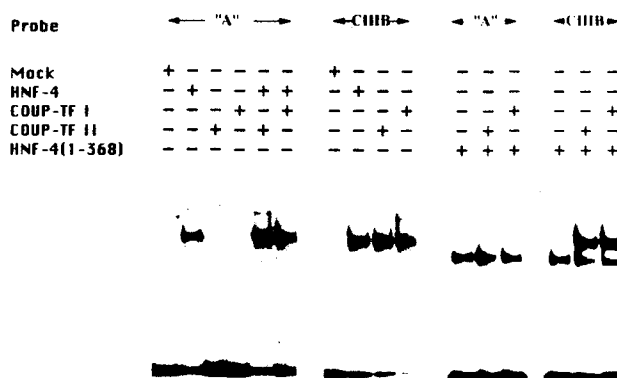 Probe "A" CIIIB "A" CIIIB
Mock + - - - - - + - - - - - - - - -
HNF-4 - + - - + + - + - - - - - - - -
COUP-TF I - - - + - + - - - + - - + - - +
COUP-TF II - - + - + - - - + - - + - - + -
HNF-4(1-368) - - - - - - - - - - + + + + + +